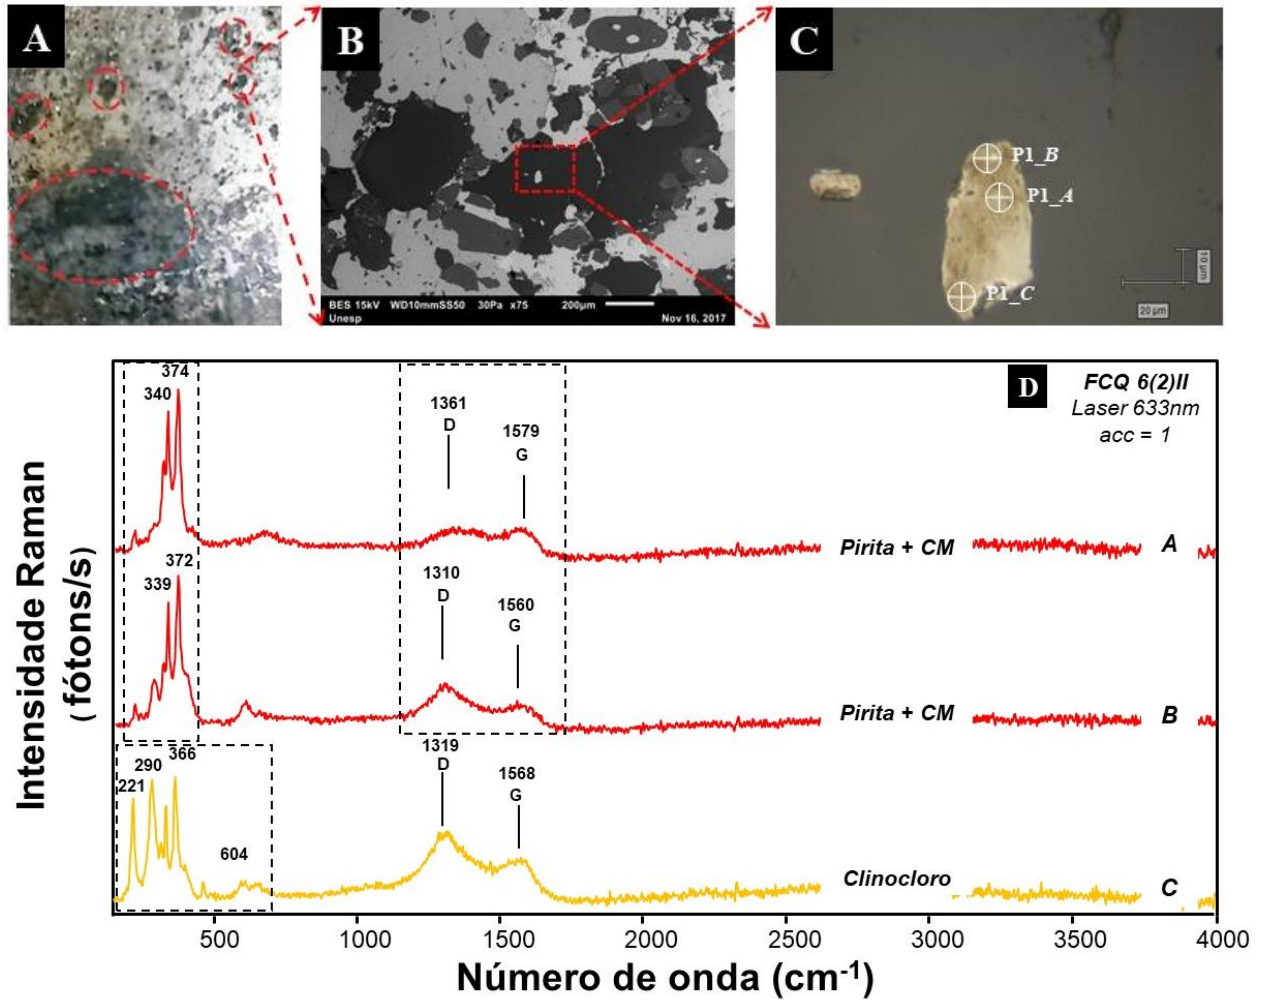 A
B
C
P1_B
P1_A
P1_C
10 µm
20 µm
BES 15kV WD10mmSS50 30Pa x75 200µm
Unesp Nov 16, 2017
D
FCQ 6(2)II
Laser 633nm
acc = 1
374
340
1361
D
1579
G
Pirita + CM
A
372
339
1310
D
1560
G
Pirita + CM
B
366
290
221
604
1319
D
1568
G
Clinocloro
C
Intensidade Raman
(fótons/s)
500 1000 1500 2000 2500 3000 3500 4000
Número de onda (cm-1)